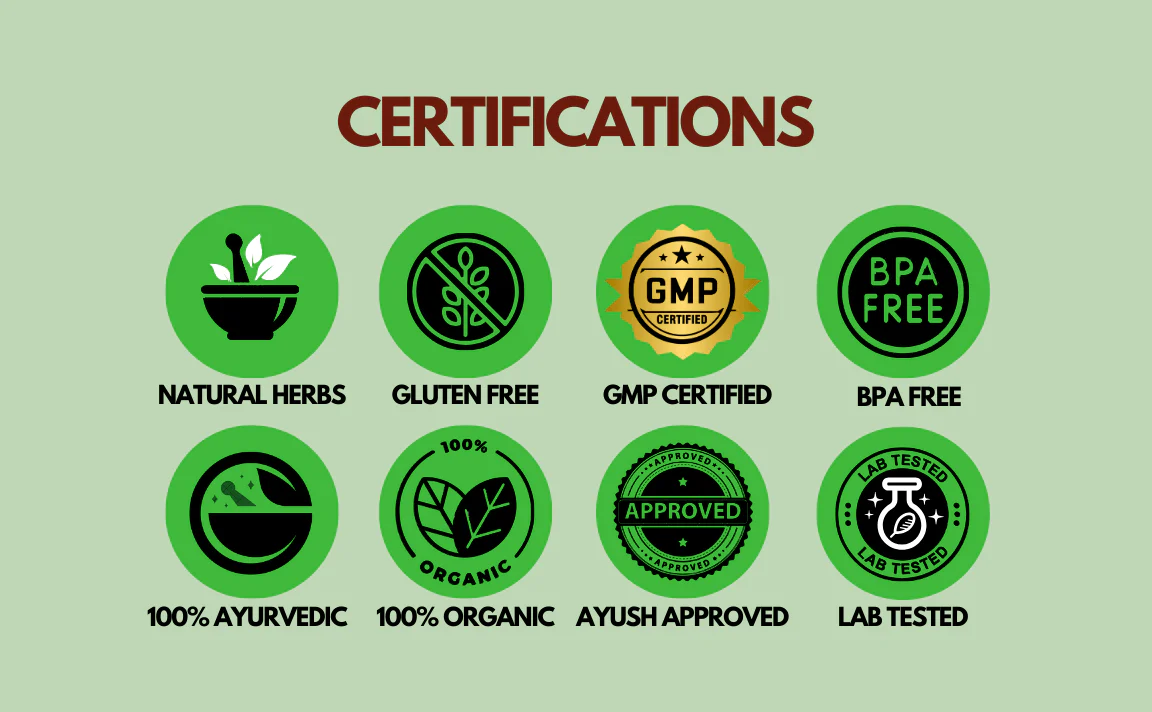 CERTIFICATIONS
GMP
CERTIFIED
BPA
FREE
NATURAL HERBS
GLUTEN FREE
GMP CERTIFIED
BPA FREE
100%
ORGANIC
APPROVED
APPROVED
APPROVED
LAB TESTED
LAB TESTED
100% AYURVEDIC
100% ORGANIC
AYUSH APPROVED
LAB TESTED